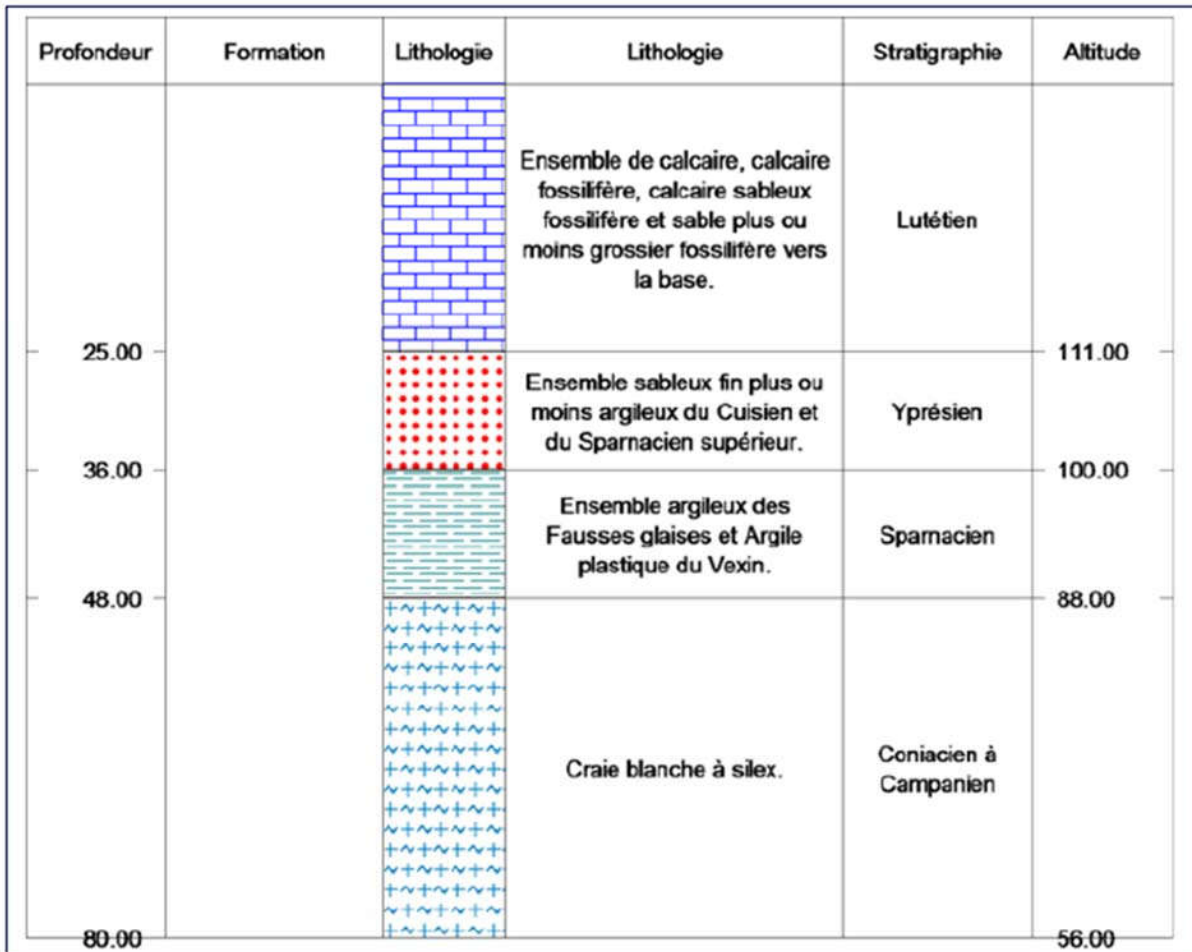 Profondeur Formation Lithologie Lithologie Stratigraphie Altitude
Ensemble de calcaire, calcaire
fossilifère, calcaire sableux
fossilifère et sable plus ou
moins grossier fossilifère vers
la base.
Lutétien
25.00 111.00
Ensemble sableux fin plus ou
moins argileux du Cuisien et
du Sparnacien supérieur.
Yprésien
36.00 100.00
Ensemble argileux des
Fausses glaises et Argile
plastique du Vexin.
Sparnacien
48.00 88.00
Craie blanche à silex.
Coniacien à
Campanien
80.00 56.00